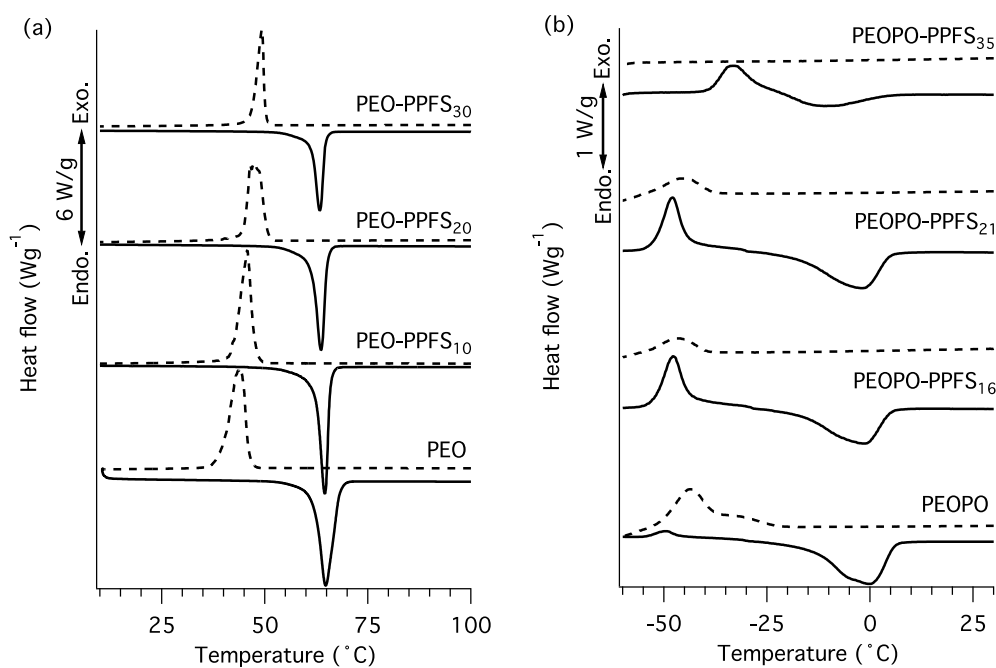 (a)
Exo.
6 W/g
Endo.
Heat flow (Wg⁻¹)
PEO-PPFS₃₀
PEO-PPFS₂₀
PEO-PPFS₁₀
PEO
25 50 75 100
Temperature (°C)
(b)
Exo.
1 W/g
Endo.
Heat flow (Wg⁻¹)
PEOPO-PPFS₃₅
PEOPO-PPFS₂₁
PEOPO-PPFS₁₆
PEOPO
-50 -25 0 25
Temperature (°C)